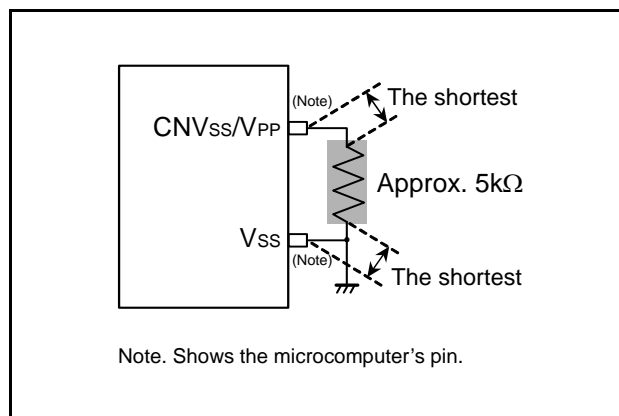 (Note)
The shortest
CNVSS/VPP
Approx. 5kΩ
VSS
(Note)
The shortest
Note. Shows the microcomputer's pin.